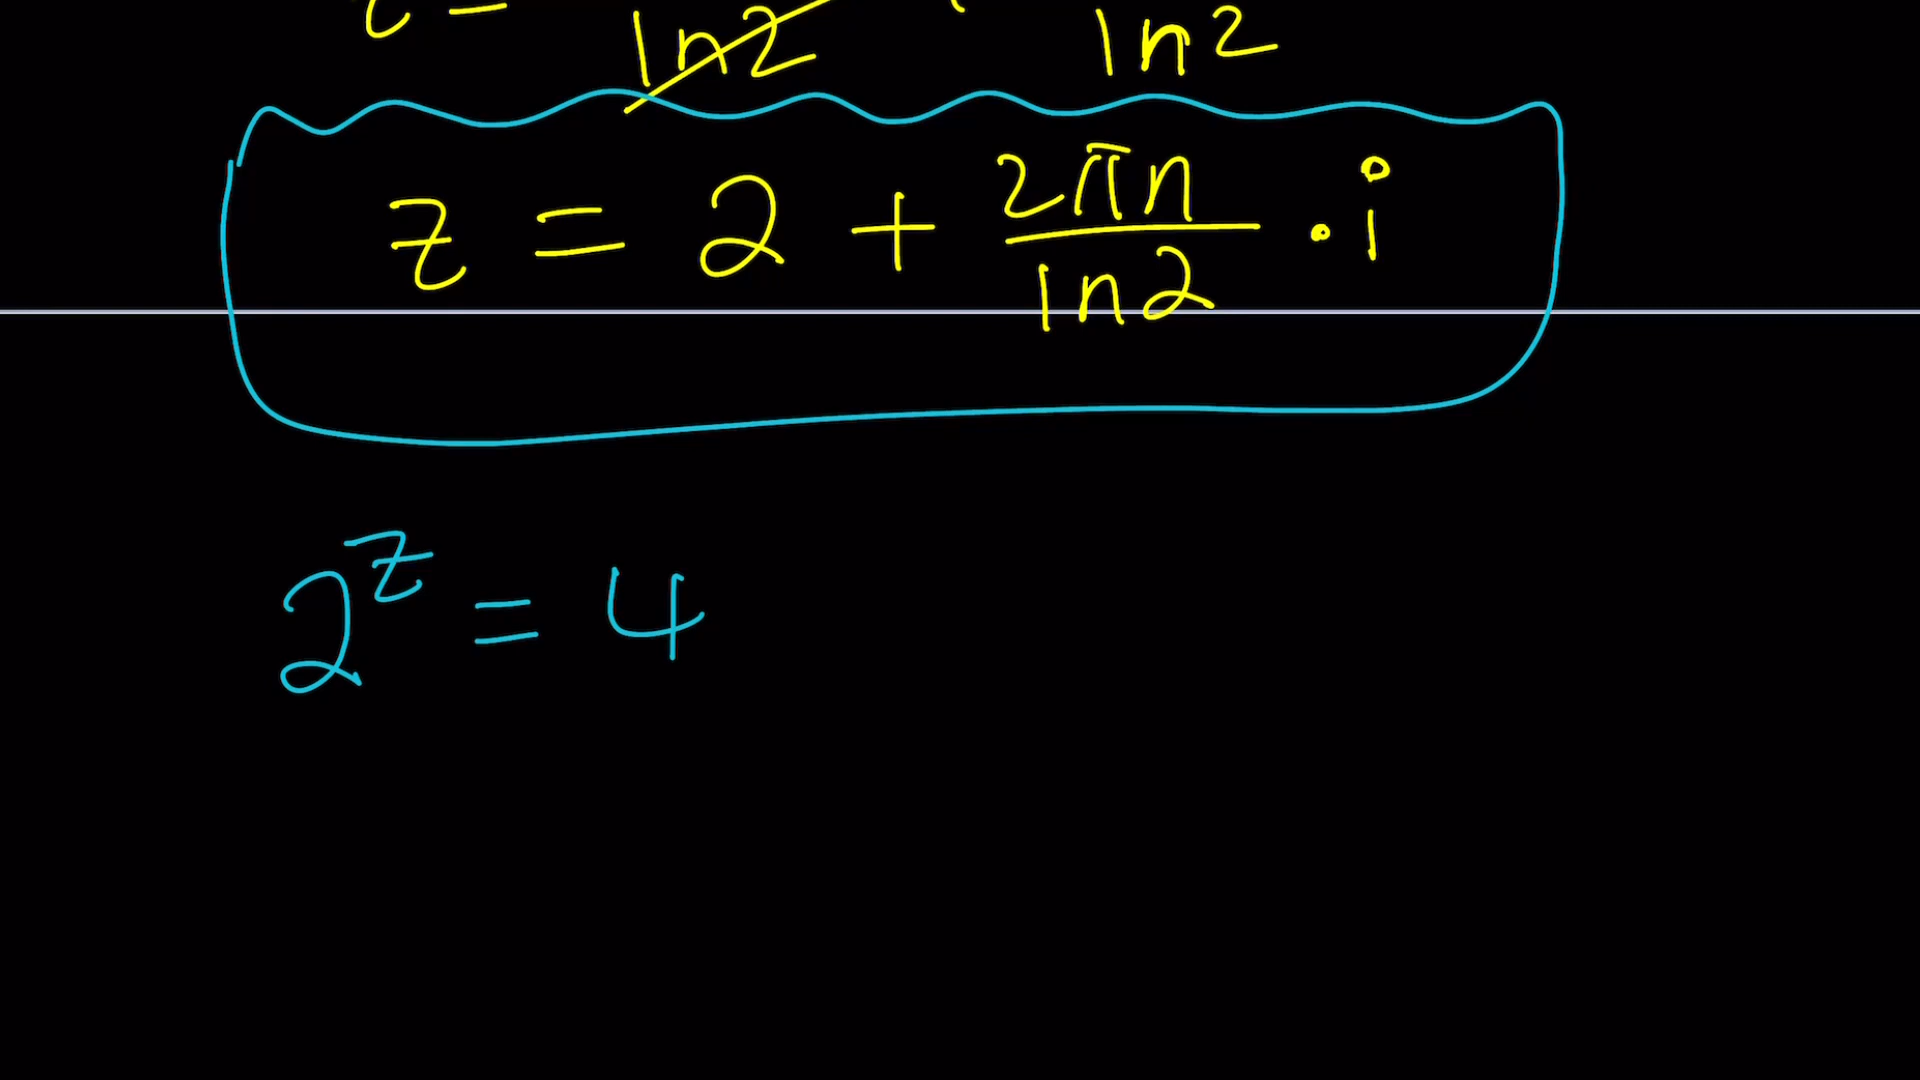 z = ln2 ln2
z = 2 + 2πn/ln2 · i
2^z = 4